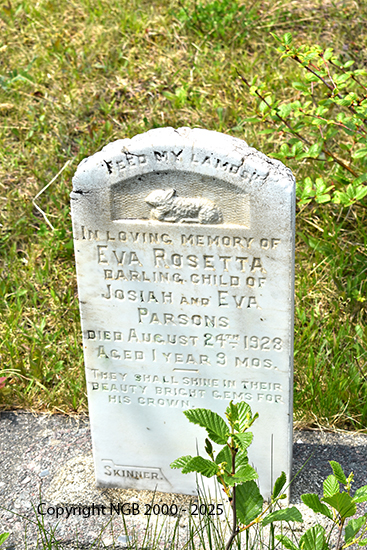 FEED MY LAMBS
IN LOVING MEMORY OF
EVA ROSETTA
DARLING CHILD OF
JOSIAH AND EVA
PARSONS
DIED AUGUST 24TH 1928
AGED 1 YEAR 9 MOS.
THEY SHALL SHINE IN THEIR
BEAUTY BRIGHT GEMS FOR
HIS CROWN.
SKINNER.
Copyright NGB 2000 - 2025